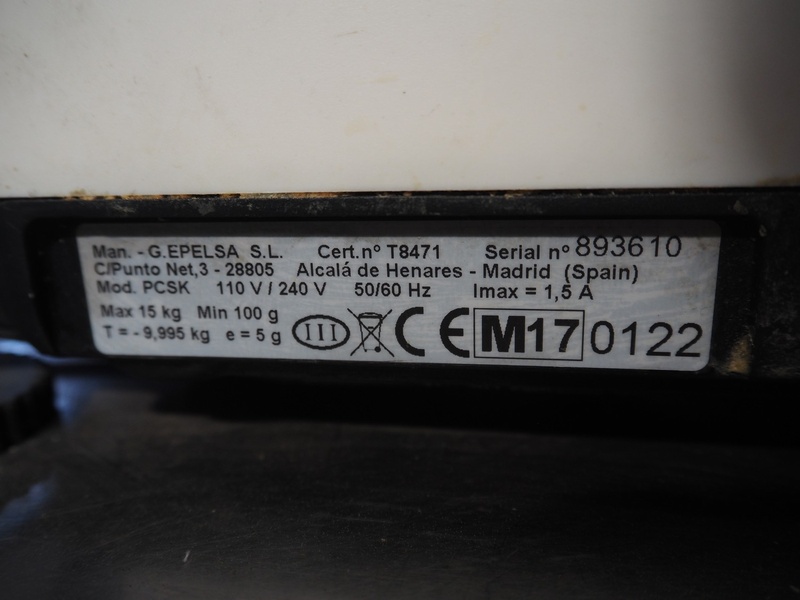 Man. - G.EPELSA S.L. Cert.nº T8471 Serial nº 893610
C/Punto Net,3 - 28805 Alcalá de Henares - Madrid (Spain)
Mod. PCSK 110 V / 240 V 50/60 Hz Imax = 1,5 A
Max 15 kg Min 100 g
T = - 9,995 kg e = 5 g III CE M17 0122